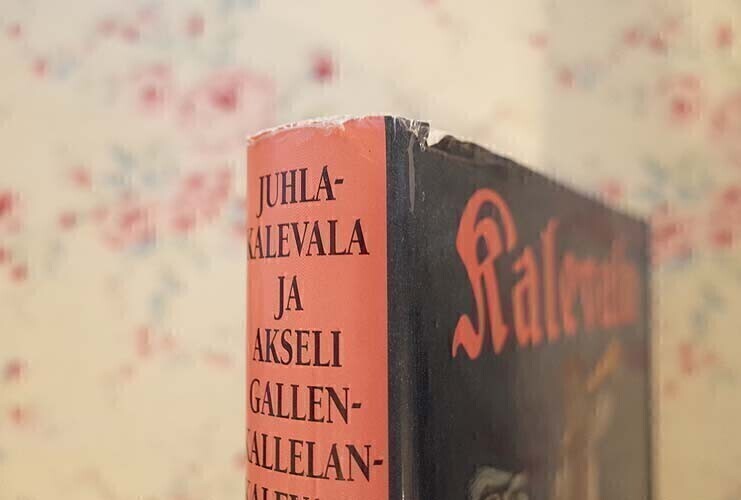 JUHLA-
KALEVALA
JA
AKSELI
GALLEN-
KALLELAN-
Kalevala